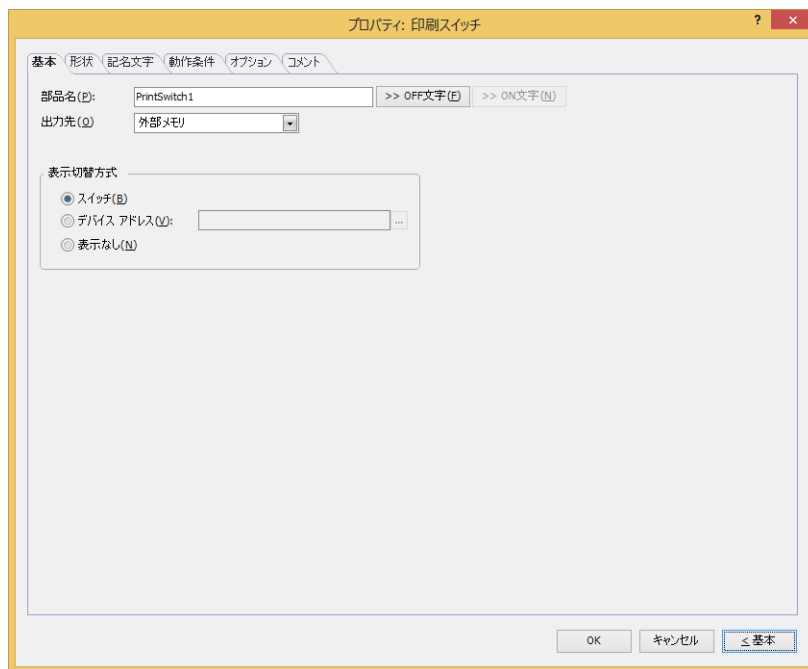 プロパティ: 印刷スイッチ
? ×
基本 形状 記名文字 動作条件 オプション コメント
部品名(P): PrintSwitch1 >> OFF文字(F) >> ON文字(N)
出力先(O) 外部メモリ
表示切替方式
スイッチ(B)
デバイス アドレス(V): ...
表示なし(N)
OK キャンセル < 基本